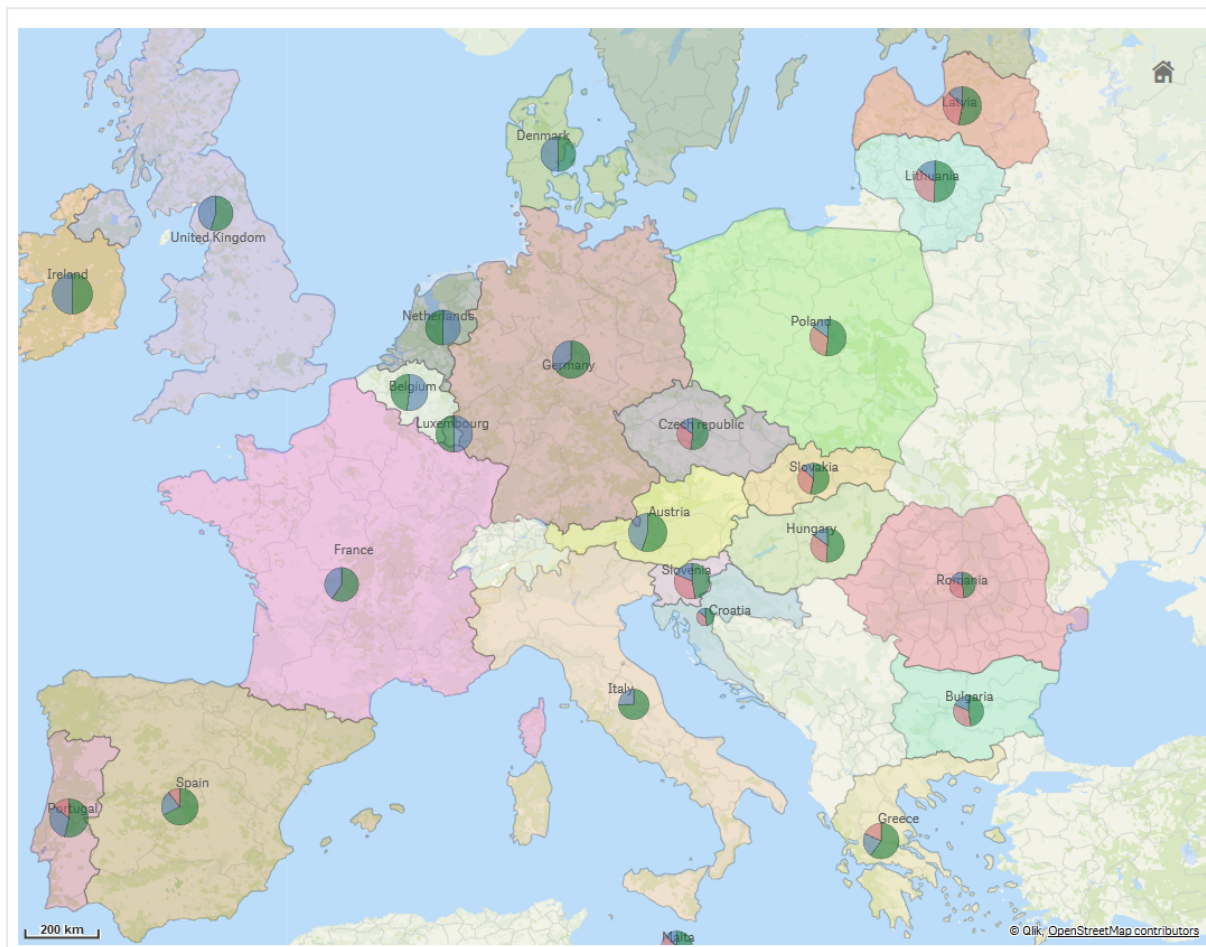 Latvia
Denmark
Lithuania
United Kingdom
Ireland
Netherlands
Poland
Germany
Belgium
Luxembourg
Czech republic
Slovakia
Austria
Hungary
France
Slovenia
Romania
Croatia
Italy
Bulgaria
Spain
Portugal
Greece
200 km
© Qlik, OpenStreetMap contributors
Malta